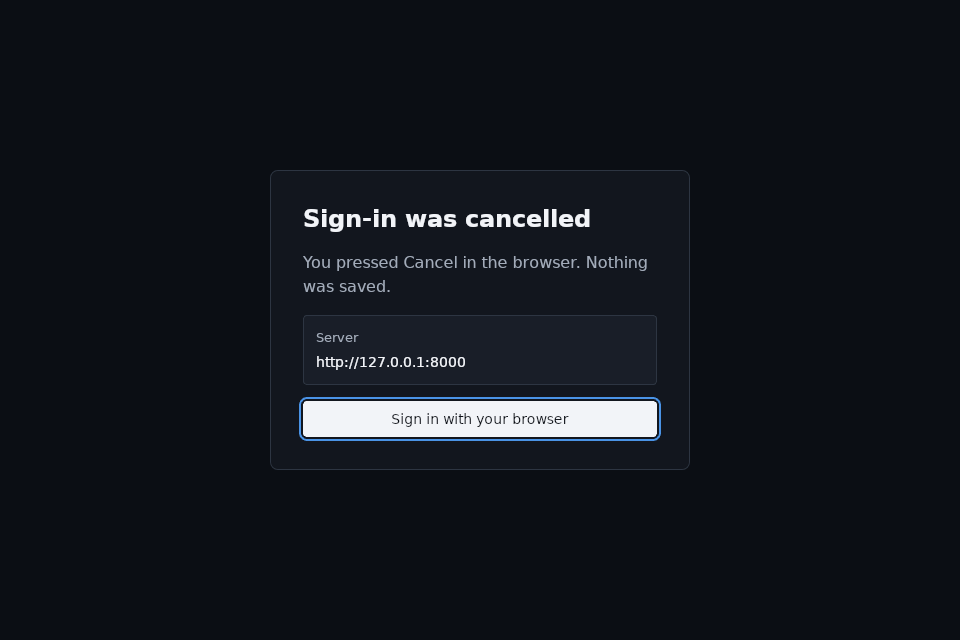 Sign-in was cancelled
You pressed Cancel in the browser. Nothing
was saved.
Server
http://127.0.0.1:8000
Sign in with your browser